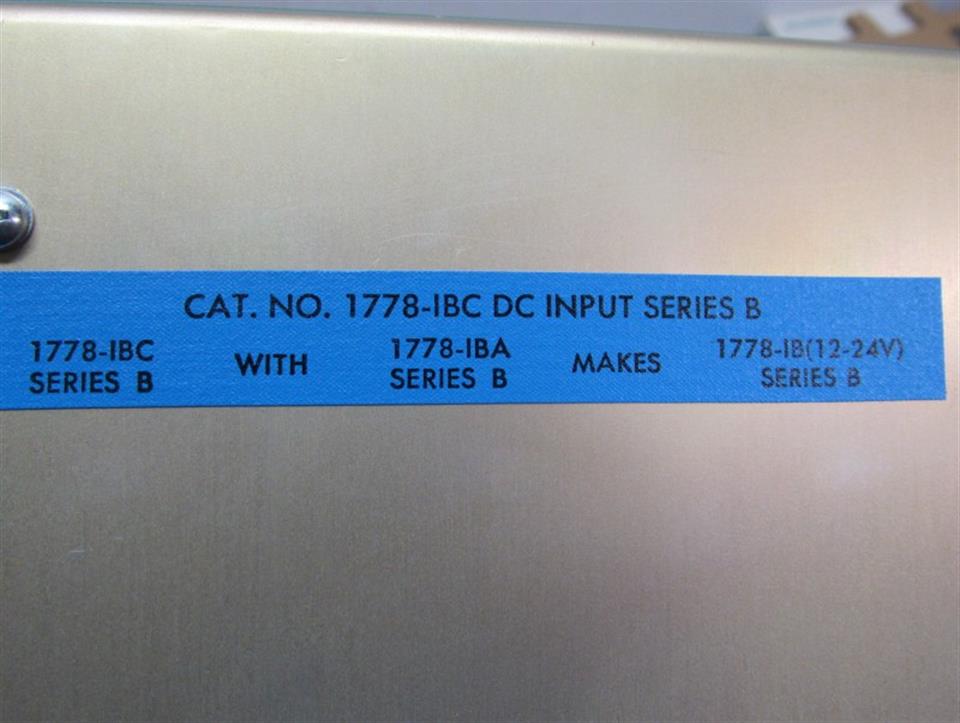 CAT. NO. 1778-IBC DC INPUT SERIES B
1778-IBC WITH 1778-IBA MAKES 1778-IB(12-24V)
SERIES B SERIES B SERIES B